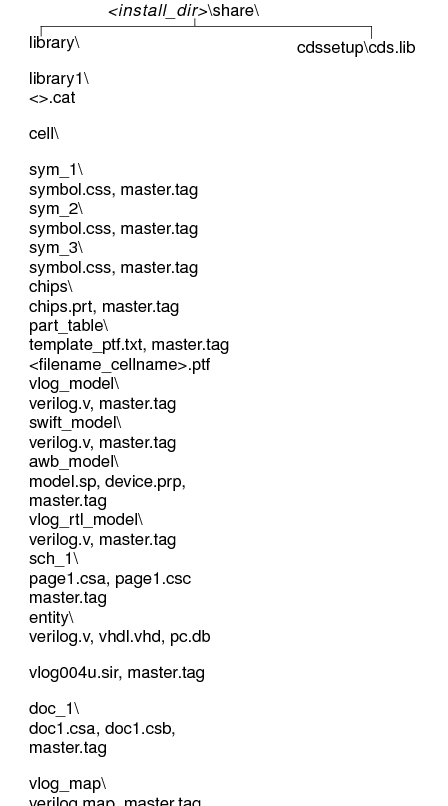 <install_dir>\share\
library\
cdssetup\cds.lib
library1\
<>.cat
cell\
sym_1\
symbol.css, master.tag
sym_2\
symbol.css, master.tag
sym_3\
symbol.css, master.tag
chips\
chips.prt, master.tag
part_table\
template_ptf.txt, master.tag
<filename_cellname>.ptf
vlog_model\
verilog.v, master.tag
swift_model\
verilog.v, master.tag
awb_model\
model.sp, device.prp,
master.tag
vlog_rtl_model\
verilog.v, master.tag
sch_1\
page1.csa, page1.csc
master.tag
entity\
verilog.v, vhdl.vhd, pc.db
vlog004u.sir, master.tag
doc_1\
doc1.csa, doc1.csb,
master.tag
vlog_map\
verilog.map, master.tag